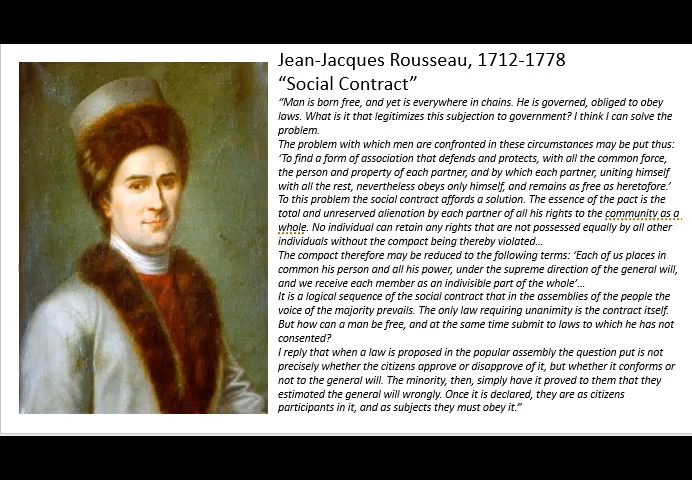 Jean-Jacques Rousseau, 1712-1778
“Social Contract”
“Man is born free, and yet is everywhere in chains. He is governed, obliged to obey
laws. What is it that legitimizes this subjection to government? I think I can solve the
problem.
The problem with which men are confronted in these circumstances may be put thus:
‘To find a form of association that defends and protects, with all the common force,
the person and property of each partner, and by which each partner, uniting himself
with all the rest, nevertheless obeys only himself, and remains as free as heretofore.’
To this problem the social contract affords a solution. The essence of the pact is the
total and unreserved alienation by each partner of all his rights to the community as a
whole. No individual can retain any rights that are not possessed equally by all other
individuals without the compact being thereby violated…
The compact therefore may be reduced to the following terms: ‘Each of us places in
common his person and all his power, under the supreme direction of the general will,
and we receive each member as an indivisible part of the whole’…
It is a logical sequence of the social contract that in the assemblies of the people the
voice of the majority prevails. The only law requiring unanimity is the contract itself.
But how can a man be free, and at the same time submit to laws to which he has not
consented?
I reply that when a law is proposed in the popular assembly the question put is not
precisely whether the citizens approve or disapprove of it, but whether it conforms or
not to the general will. The minority, then, simply have it proved to them that they
estimated the general will wrongly. Once it is declared, they are as citizens
participants in it, and as subjects they must obey it.”